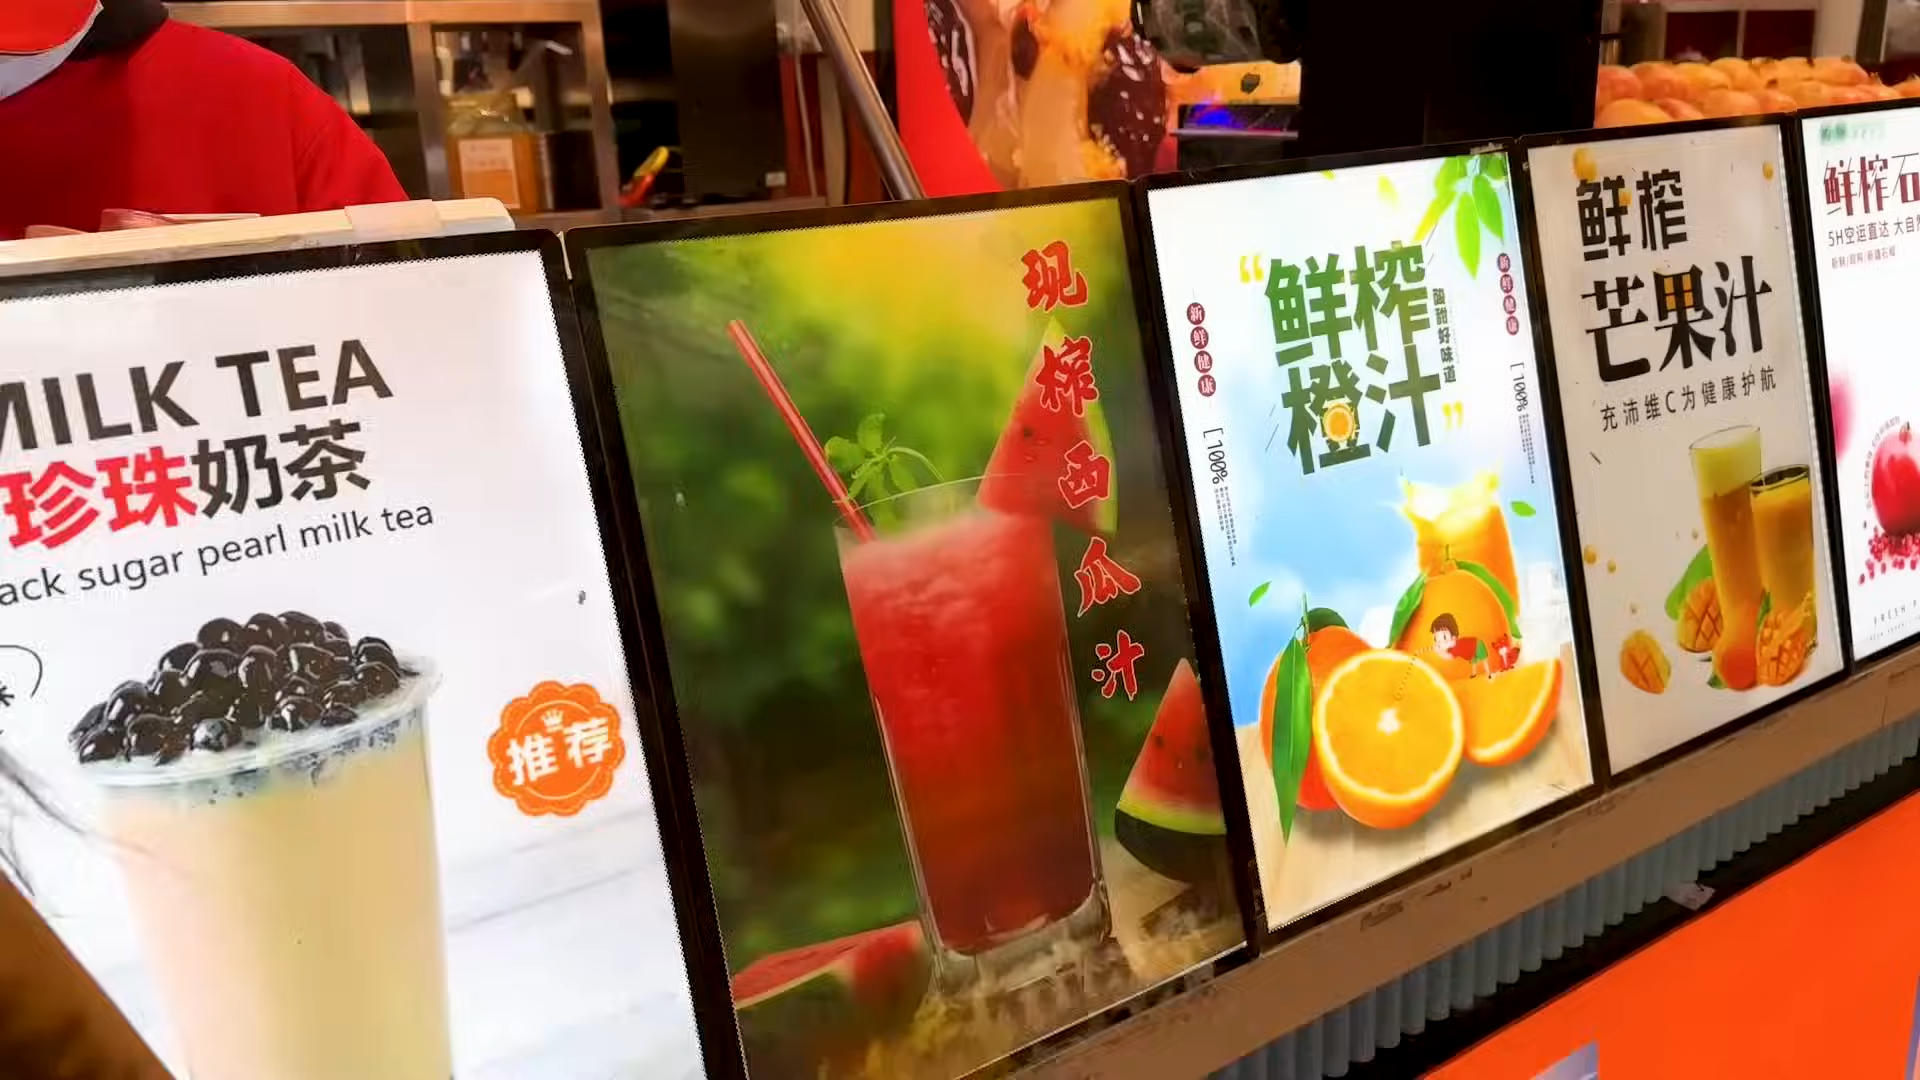 MILK TEA
珍珠奶茶
ack sugar pearl milk tea
推荐
现榨西瓜汁
“鲜榨
橙汁”
酸甜好味道
新鲜健康
新鲜健康
100%
100%
鲜榨
芒果汁
充沛维C为健康护航
鲜榨石
5H空运直达 大自
FRESH